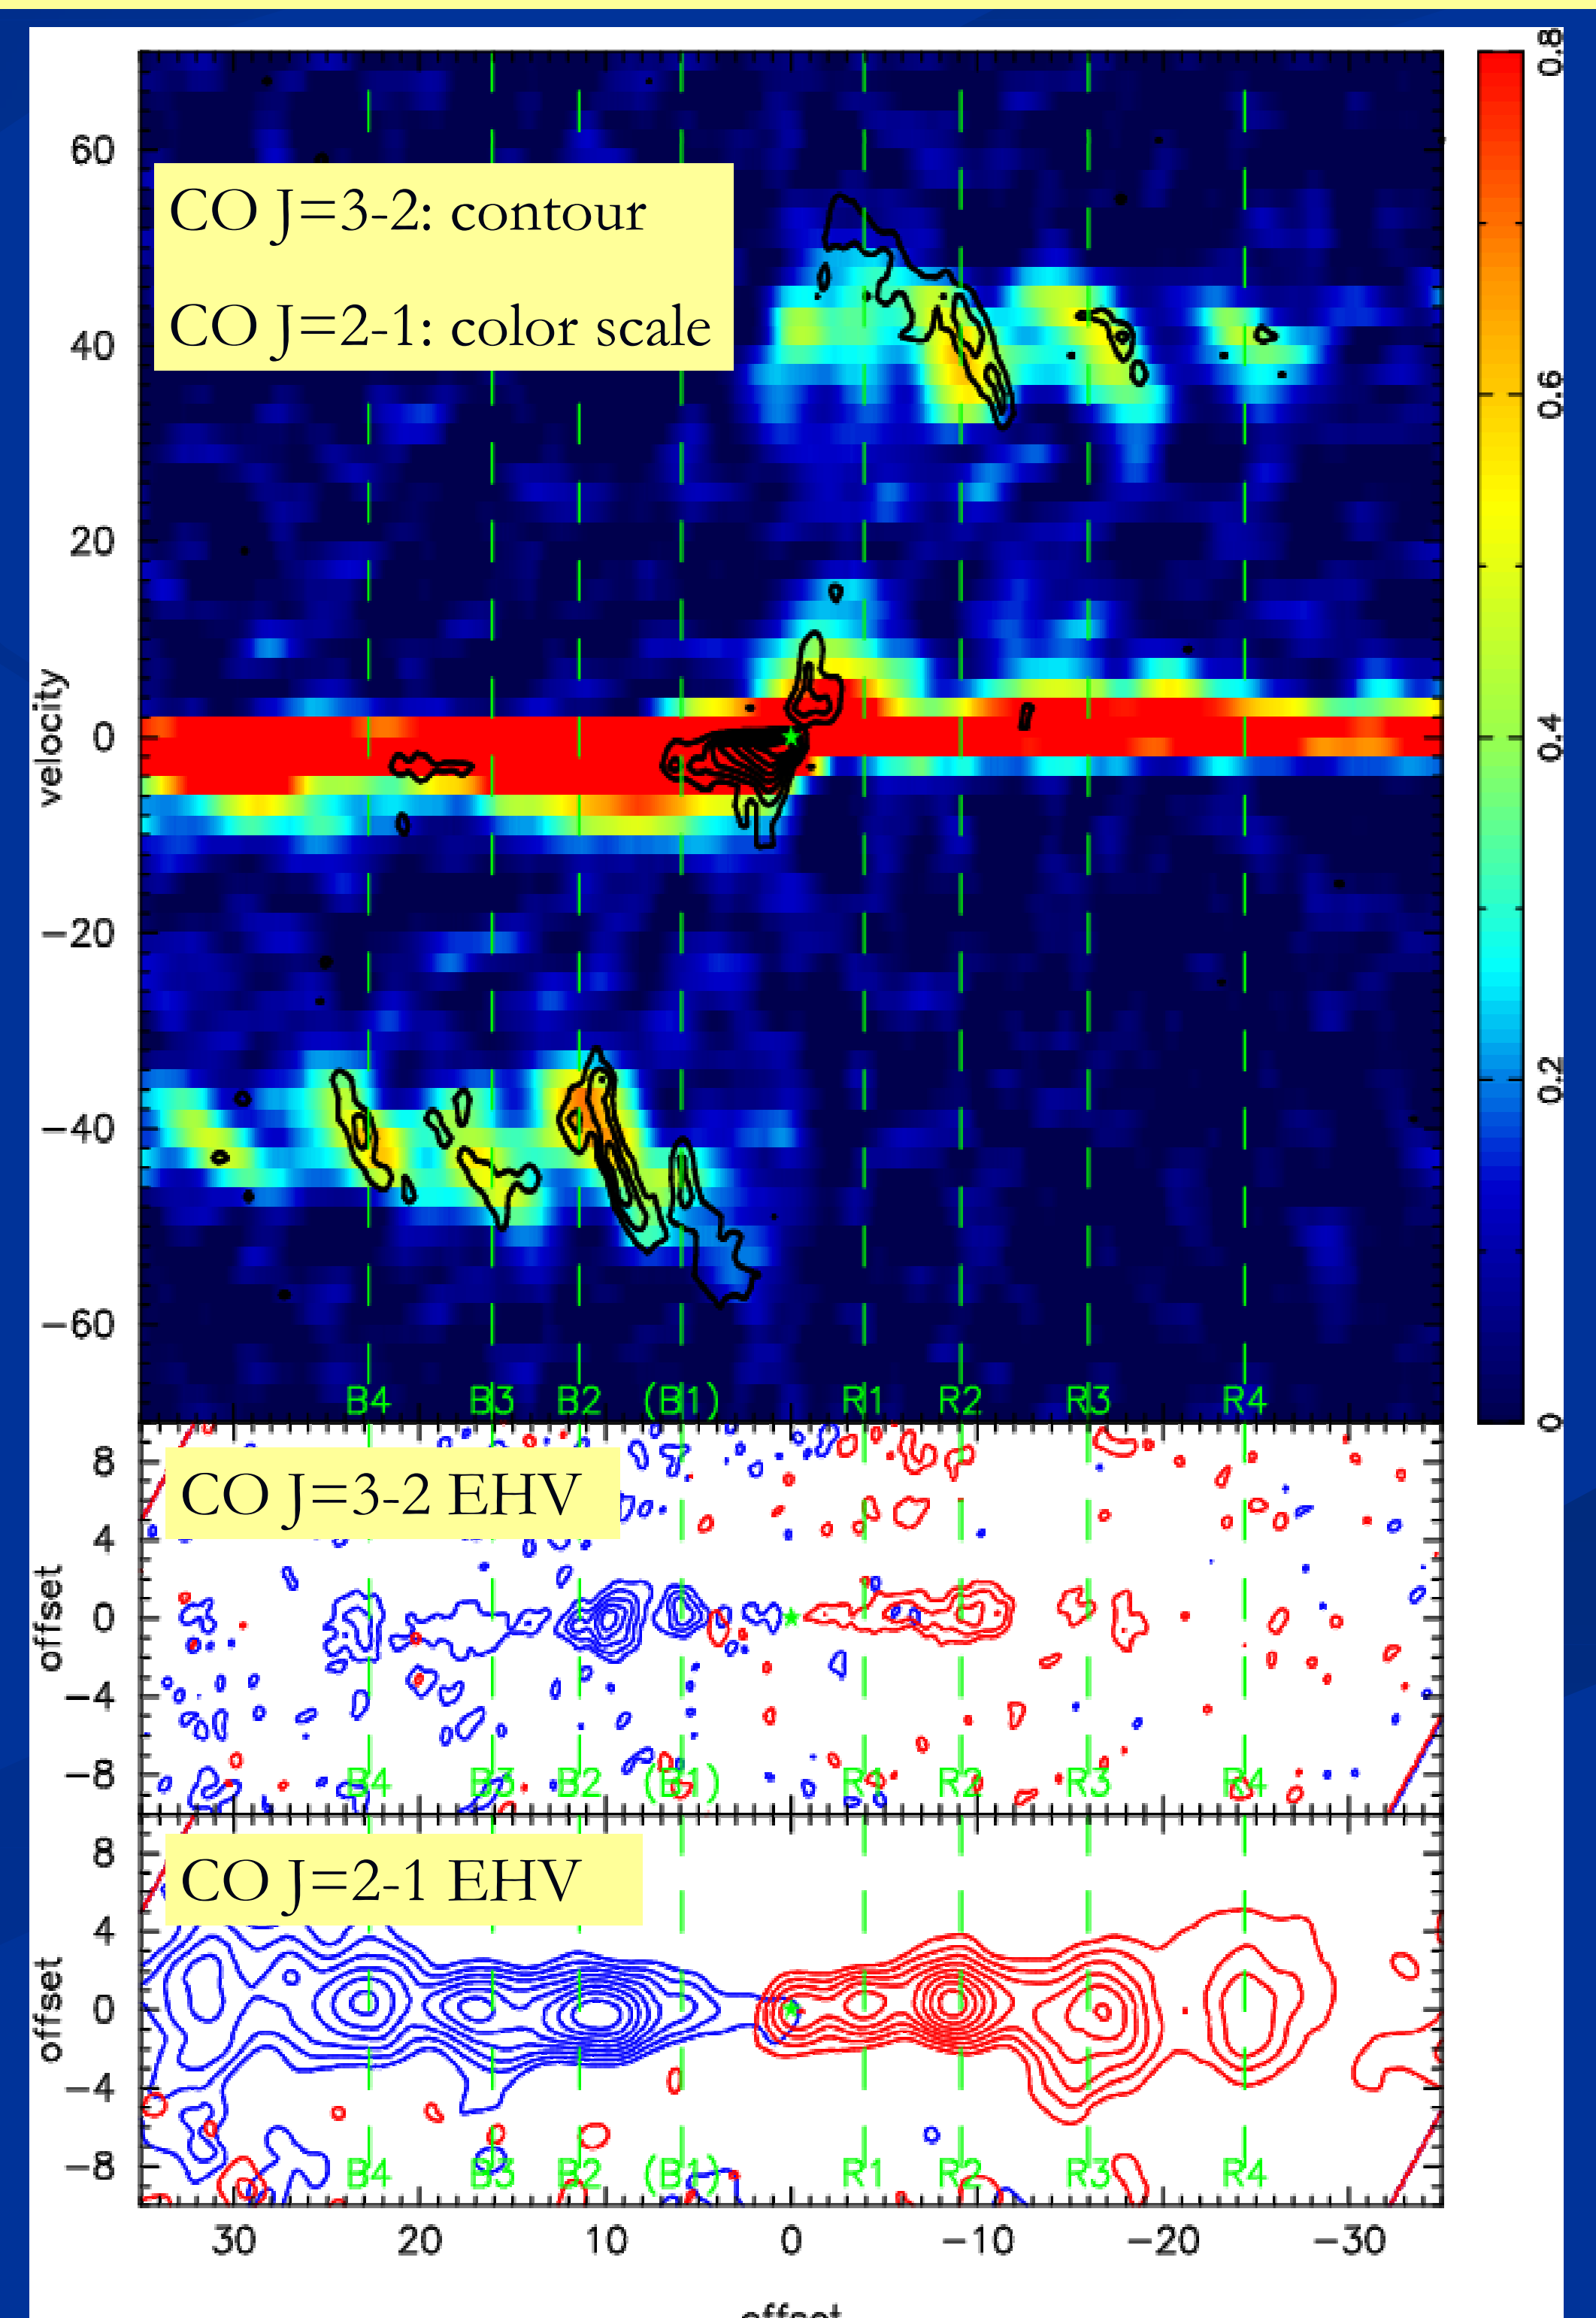 CO J=3-2: contour
CO J=2-1: color scale
velocity
60
40
20
0
−20
−40
−60
0.8
0.6
0.4
0.2
0
B4 B3 B2 (B1) R1 R2 R3 R4
CO J=3-2 EHV
offset
8
4
0
−4
−8
B4 B3 B2 (B1) R1 R2 R3 R4
CO J=2-1 EHV
offset
8
4
0
−4
−8
B4 B3 B2 (B1) R1 R2 R3 R4
30 20 10 0 −10 −20 −30
offset